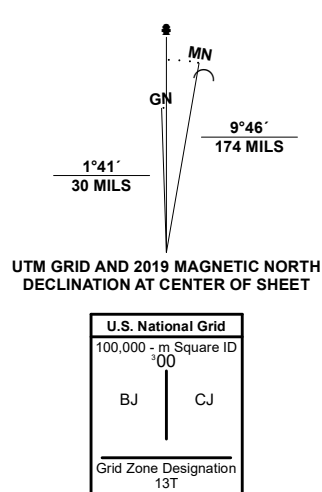 MN
GN
9°46´
174 MILS
1°41´
30 MILS
UTM GRID AND 2019 MAGNETIC NORTH
DECLINATION AT CENTER OF SHEET
U.S. National Grid
100,000 - m Square ID
³00
BJ CJ
Grid Zone Designation
13T